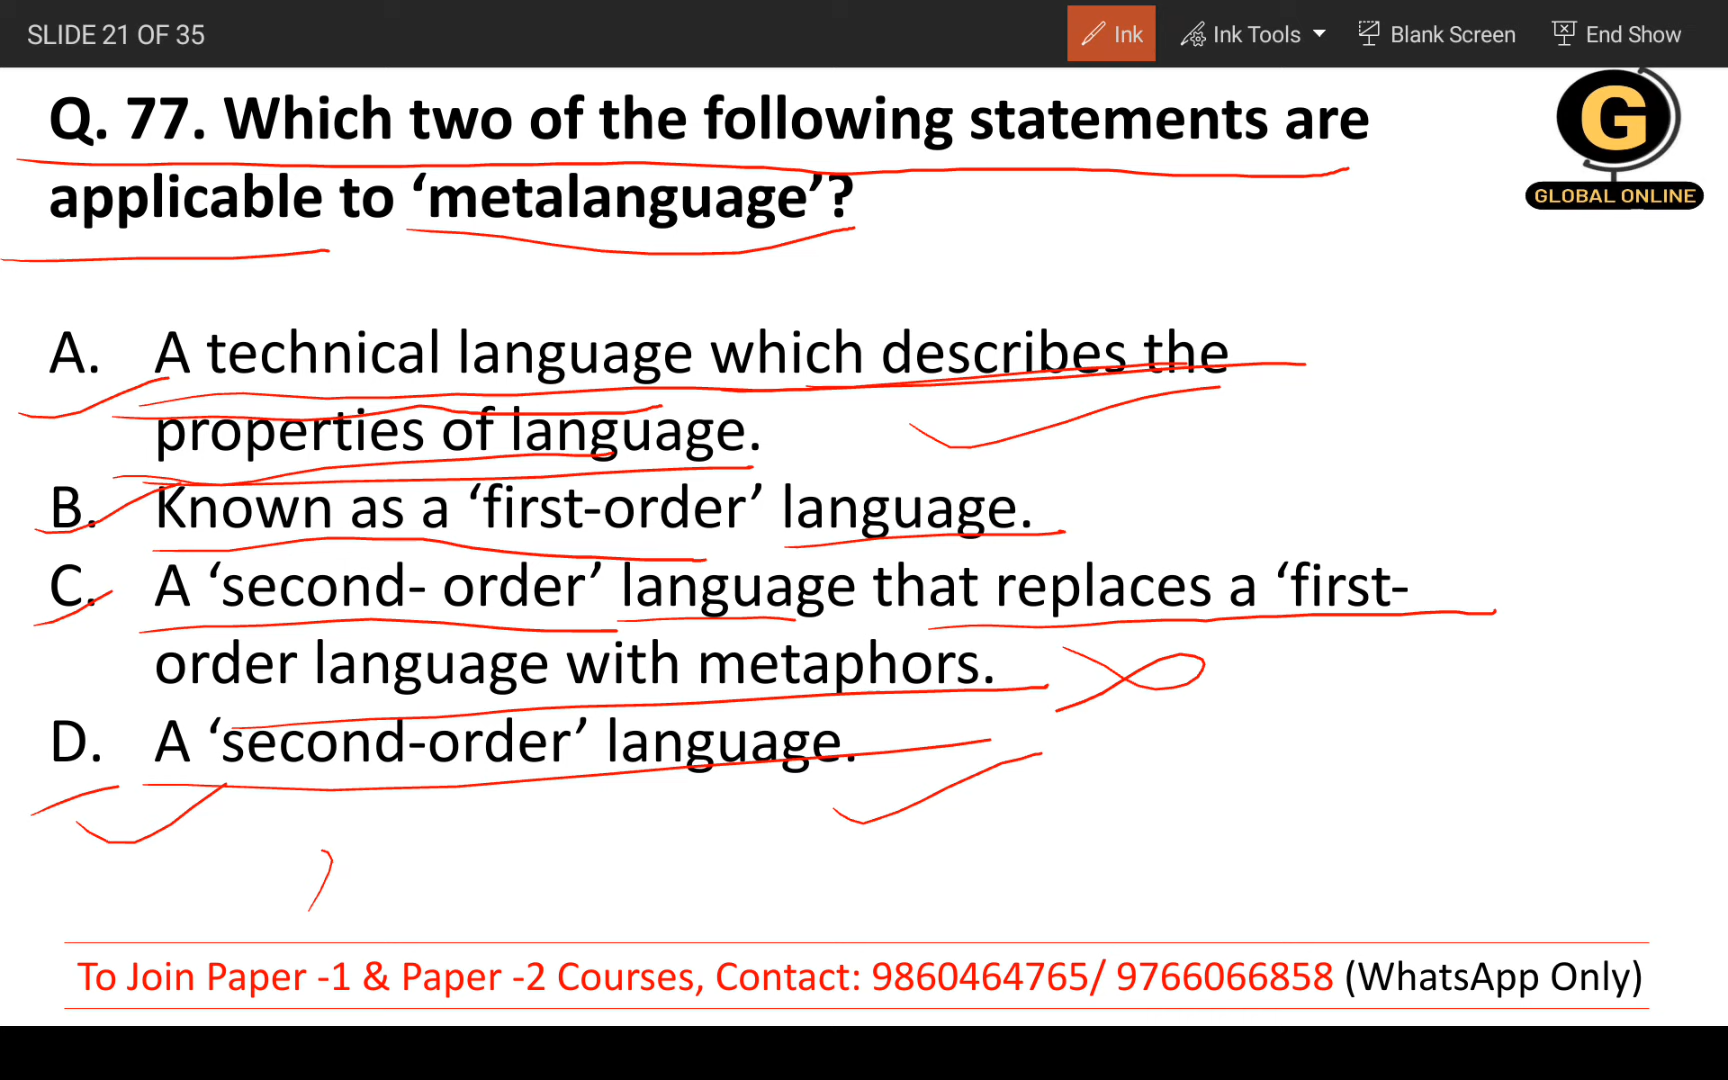 SLIDE 21 OF 35
Ink
Ink Tools
Blank Screen
End Show
Q. 77. Which two of the following statements are
applicable to ‘metalanguage’?
G
GLOBAL ONLINE
A. A technical language which describes the
properties of language.
B. Known as a ‘first-order’ language.
C. A ‘second- order’ language that replaces a ‘first-
order language with metaphors.
D. A ‘second-order’ language.
To Join Paper -1 & Paper -2 Courses, Contact: 9860464765/ 9766066858 (WhatsApp Only)